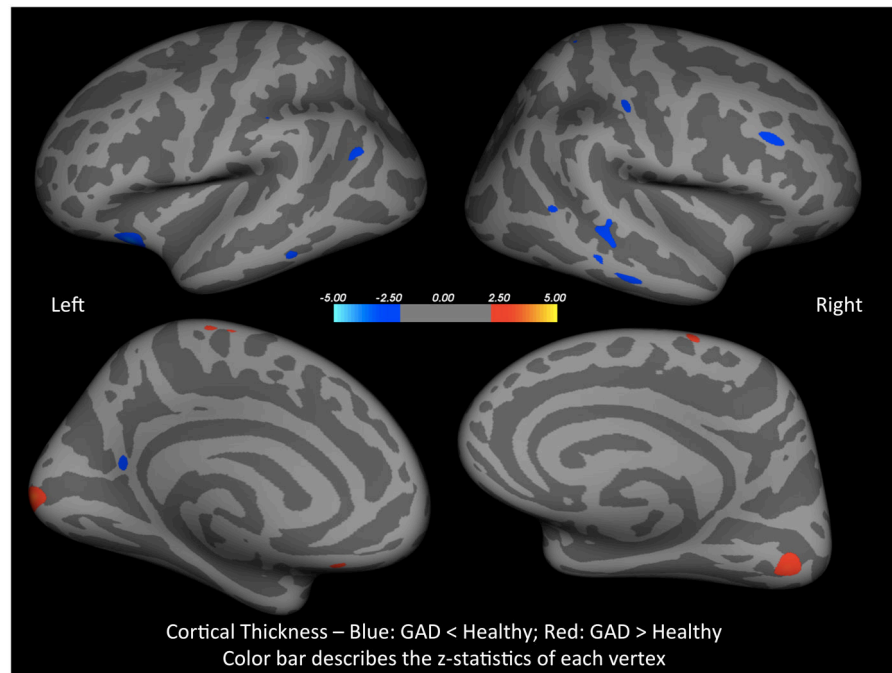 -5.00 -2.50 0.00 2.50 5.00
Left Right
Cortical Thickness – Blue: GAD < Healthy; Red: GAD > Healthy
Color bar describes the z-statistics of each vertex